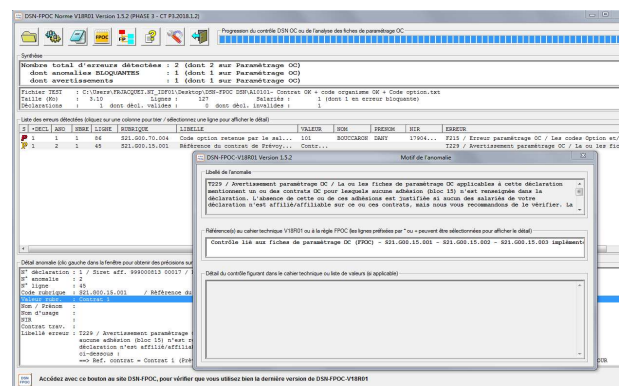 DSN-FPOC Norme V18R01 Version 1.5.2 (PHASE 3 - CT P3.2018.1.2)
Progression du contrôle DSN OC ou de l'analyse des fiches de paramétrage OC
FPOC
Synthèse
Nombre total d'erreurs détectées : 2 (dont 2 sur Paramètrage OC)
dont anomalies BLOQUANTES : 1 (dont 1 sur Paramétrage OC)
dont avertissements : 1 (dont 1 sur Paramétrage OC)
Fichier TEST : C:\Users\FRJACQUET.NT_IDF01\Desktop\DSN-FPOC DSN\A10101- Contrat OK + code organisme OK + Code option.txt
Taille (Ko) : 3.10 Lignes : 127 Salariés : 1 (dont 1 en erreur bloquante)
Déclarations : 1 dont décl. valides : 0 dont décl. invalides :
Liste des erreurs détectées (cliquez sur une colonne pour trier / sélectionnez une ligne pour afficher le détail)
S DECL ANO NBRE LIGNE RUBRIQUE LIBELLE VALEUR NOM PRENOM NIR ERREUR
1 1 1 86 S21.G00.70.004 Code option retenue par le sal... 101 BOUCCARON DANY 17904... F215 / Erreur paramétrage OC / Les codes Option et/
1 2 1 45 S21.G00.15.001 Référence du contrat de Prévoy... Contr... T229 / Avertissement paramétrage OC / La ou les fic
DSN-FPOC-V18R01 Version 1.5.2 Motif de l'anomalie
Libellé de l'anomalie
T229 / Avertissement paramétrage OC / La ou les fiches de paramétrage OC applicables à cette déclaration
mentionnent un ou des contrats OC pour lesquels aucune adhésion (bloc 15) n'est renseignée dans la
déclaration. L'absence de cette ou de ces adhésions est justifiée si aucun des salariés de votre
déclaration n'est affilié/affiliable sur ce ou ces contrats, mais nous vous recommandons de le vérifier. La
Référence(s) au cahier technique V18R01 ou à la règle FPOC (les lignes préfixées par * ou + peuvent être sélectionnées pour afficher le détail)
Contrôle lié aux fiches de paramétrage OC (FPOC) - S21.G00.15.001 - S21.G00.15.002 - S21.G00.15.003 implément
Détail du contrôle figurant dans le cahier technique ou liste de valeurs (si applicable)
Détail anomalie (clic gauche dans la fenêtre pour obtenir des précisions sur
N° déclaration : 1 / Siret aff. 999000813 00017 /
N° anomalie : 2
N° ligne : 45
Code rubrique : S21.G00.15.001 / Référence du
Valeur rubr. : Contrat 1
Nom / Prénom :
Nom d'usage :
NIR :
Contrat trav. :
Libellé erreur : T229 / Avertissement paramétrage
aucune adhésion (bloc 15) n'est r
déclaration n'est affilié/affilia
ci-dessous :
==> Ref. contrat = Contrat 1 (Pré
Accédez avec ce bouton au site DSN-FPOC, pour vérifier que vous utilisez bien la dernière version de DSN-FPOC-V18R01